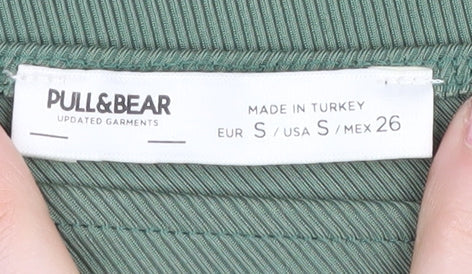 PULL&BEAR
UPDATED GARMENTS
MADE IN TURKEY
EUR S / USA S / MEX 26